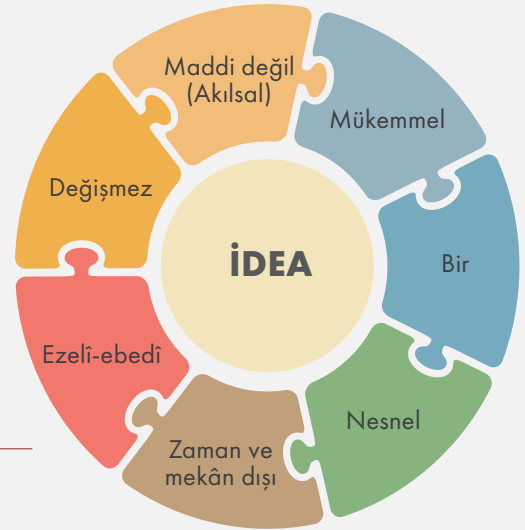 Maddi değil
(Akılsal)
Mükemmel
Değişmez
İDEA
Bir
Ezelî-ebedî
Nesnel
Zaman ve
mekân dışı